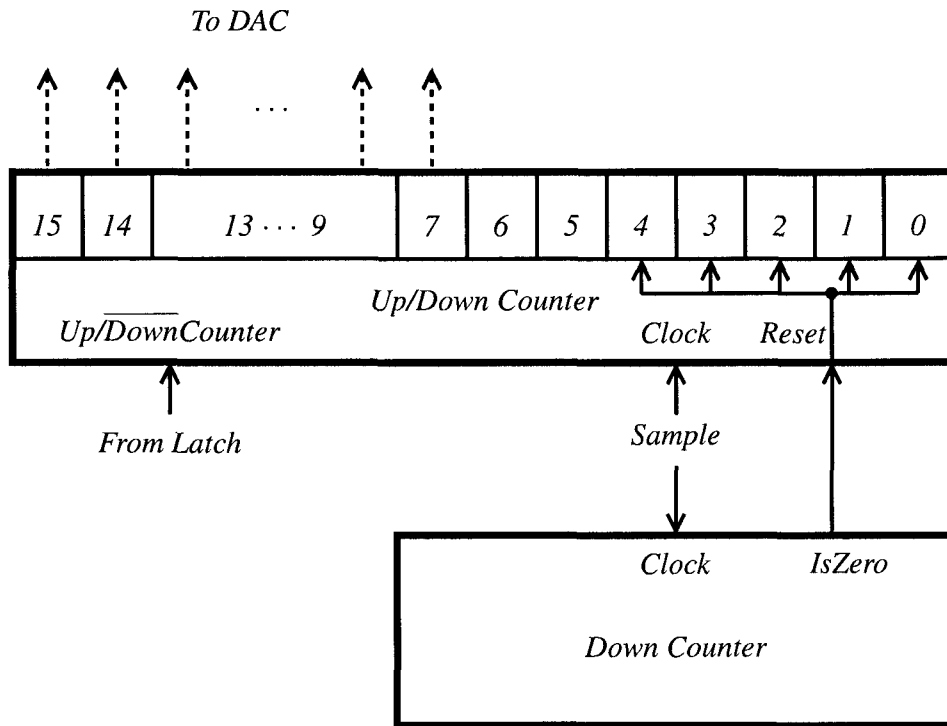 To DAC
...
15 14 13 ··· 9 7 6 5 4 3 2 1 0
Up/Down Counter
Up/D̅o̅w̅n̅Counter Clock Reset
From Latch Sample
Clock IsZero
Down Counter